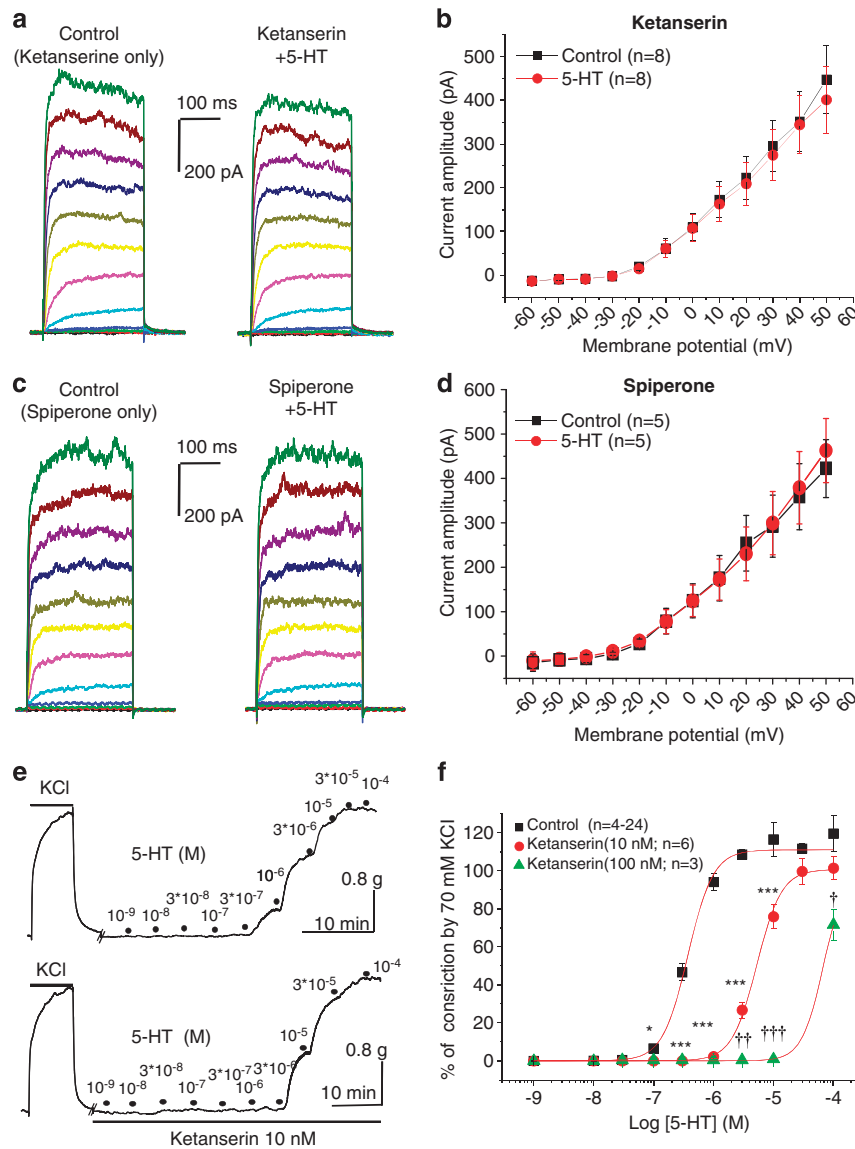 a
Control
(Ketanserine only)
Ketanserin
+5-HT
100 ms
200 pA
b
Ketanserin
Control (n=8)
5-HT (n=8)
Current amplitude (pA)
500
400
300
200
100
0
-60 -50 -40 -30 -20 -10 0 10 20 30 40 50
Membrane potential (mV)
c
Control
(Spiperone only)
Spiperone
+5-HT
100 ms
200 pA
d
Spiperone
Control (n=5)
5-HT (n=5)
Current amplitude (pA)
600
500
400
300
200
100
0
-60 -50 -40 -30 -20 -10 0 10 20 30 40 50
Membrane potential (mV)
e
KCl
5-HT (M)
10-9 10-8 3*10-8 10-7 3*10-7 10-6 3*10-6 10-5 3*10-5 10-4
0.8 g
10 min
KCl
5-HT (M)
10-9 10-8 3*10-8 10-7 3*10-7 10-6 3*10-6 10-5 3*10-5 10-4
0.8 g
10 min
Ketanserin 10 nM
f
Control (n=4-24)
Ketanserin(10 nM; n=6)
Ketanserin(100 nM; n=3)
% of consriction by 70 mM KCl
120
100
80
60
40
20
0
* *** *** *** ***
†† ††† †
-9 -8 -7 -6 -5 -4
Log [5-HT] (M)